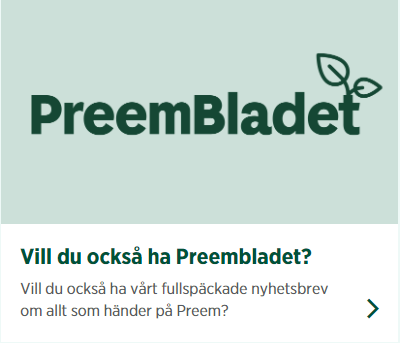 PreemBladet
Vill du också ha Preembladet?
Vill du också ha vårt fullspäckade nyhetsbrev
om allt som händer på Preem?